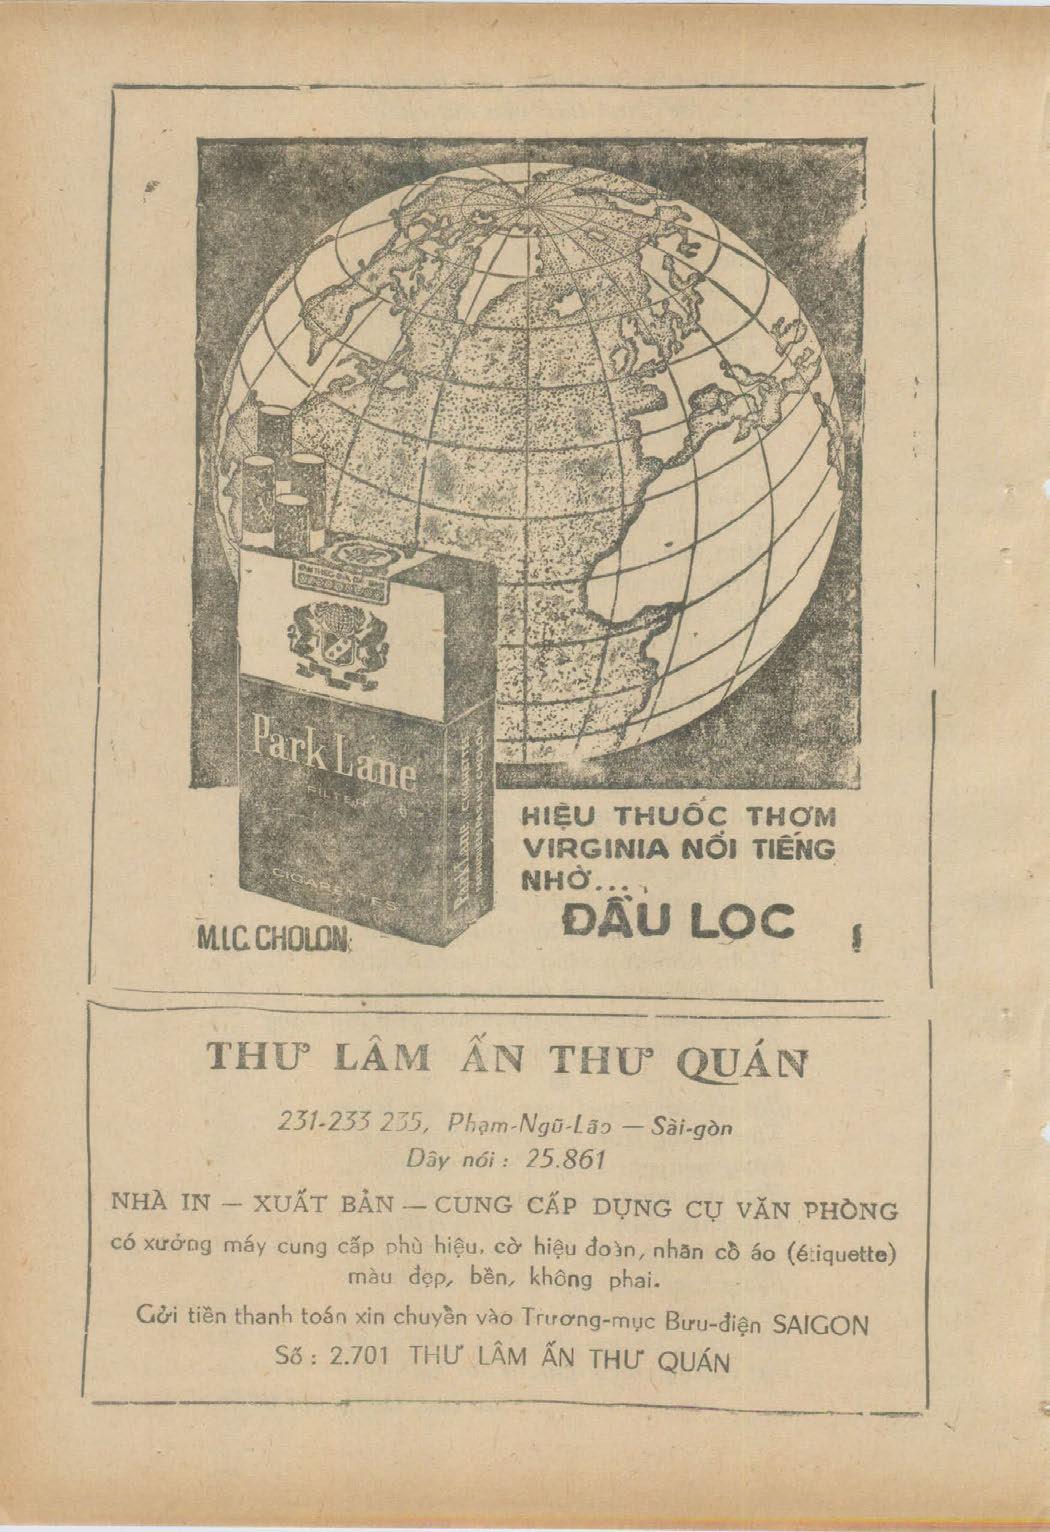 Park Lane
FILTER
CIGARETTES
HIỆU THUỐC THƠM
VIRGINIA NỔI TIẾNG
NHỜ...
ĐẦU LỌC
M.I.C. CHOLON
THƯ LÂM ẤN THƯ QUÁN
231-233 235, Phạm-Ngũ-Lão — Sài-gòn
Dây nói : 25.861
NHÀ IN — XUẤT BẢN — CUNG CẤP DỤNG CỤ VĂN PHÒNG
có xưởng máy cung cấp phù hiệu, cờ hiệu đoàn, nhãn cồ áo (étiquette)
màu đẹp, bền, không phai.
Gửi tiền thanh toán xin chuyền vào Trương-mục Bưu-điện SAIGON
Số : 2.701 THƯ LÂM ẤN THƯ QUÁN